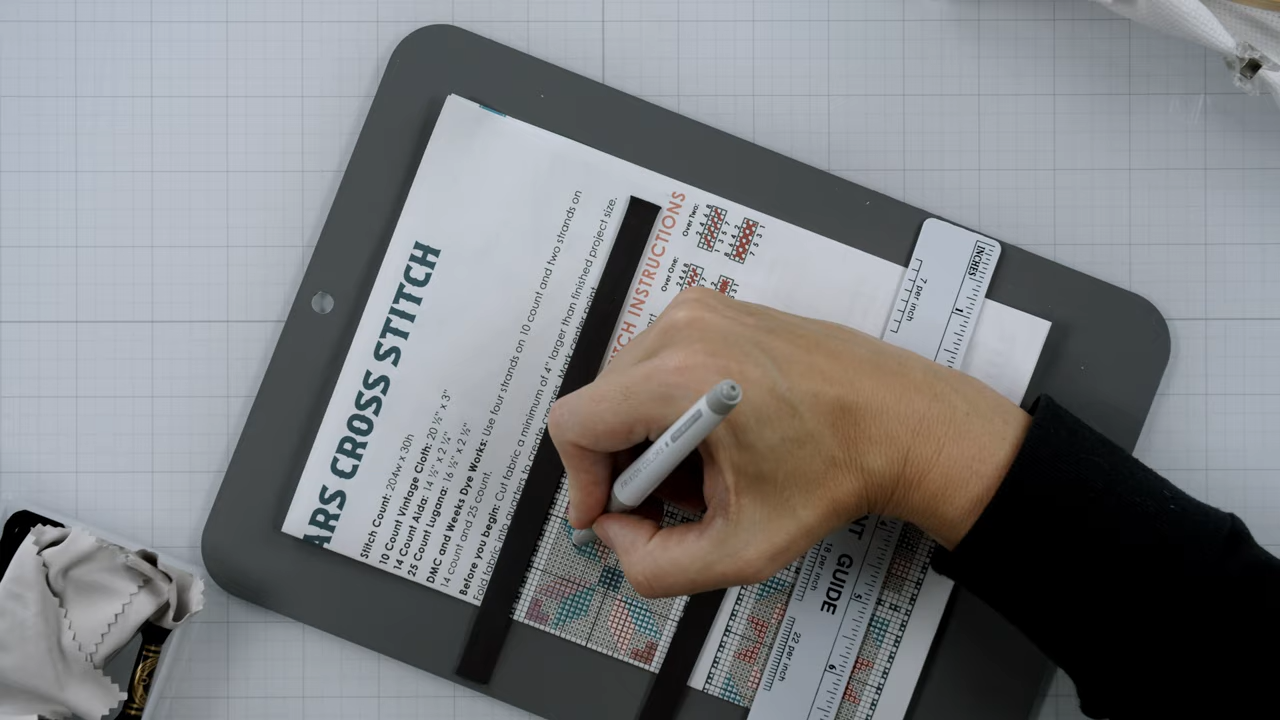 ARS CROSS STITCH
Stitch Count: 204w x 30h
10 Count Vintage Cloth: 20 ½" x 3"
14 Count Aida: 14 ½" x 2 ¼"
25 Count Lugana: 16 ½" x 2 ½"
DMC and Weeks Dye Works: Use four strands on 10 count and two strands on
14 count and 25 count.
Before you begin: Cut fabric a minimum of 4" larger than finished project size.
Fold fabric into quarters to create creases. Mark center point
TCH INSTRUCTIONS
Over One:
Over Two:
INCHES
1
7 per inch
GUIDE
18 per inch
4
5
22 per inch
6